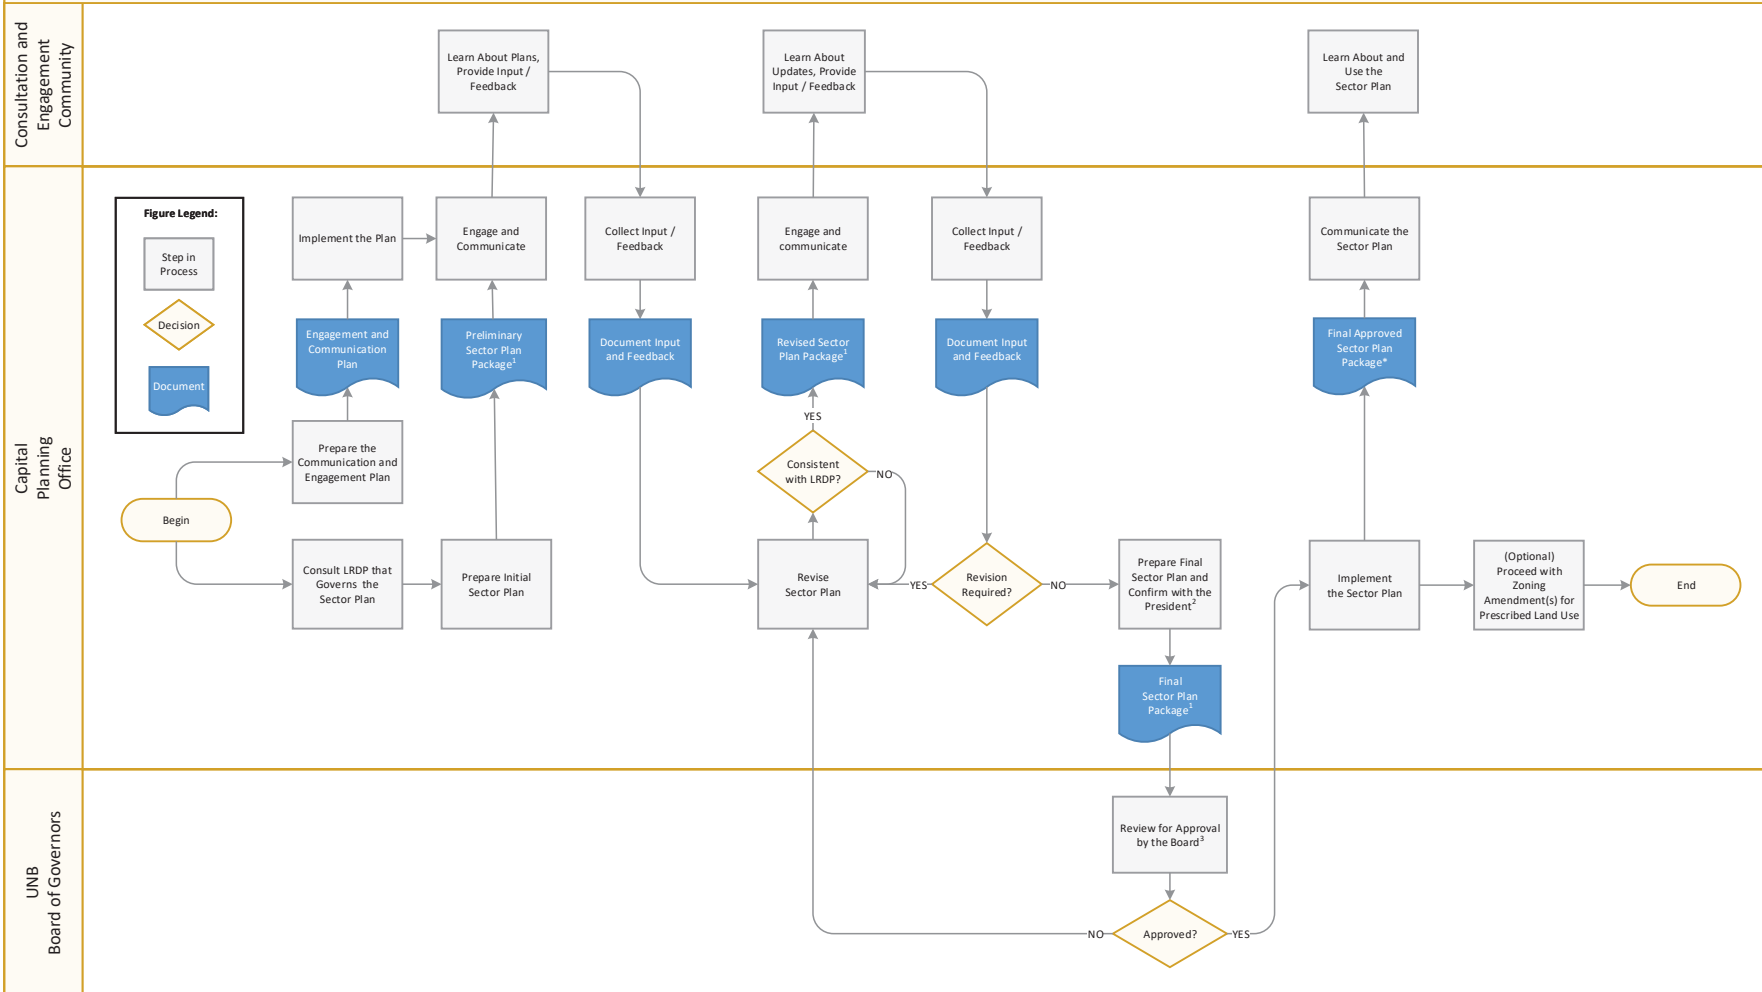 Consultation and
Engagement
Community
Learn About Plans,
Provide Input /
Feedback
Learn About
Updates, Provide
Input / Feedback
Learn About and
Use the
Sector Plan
Capital
Planning
Office
Figure Legend:
Step in
Process
Decision
Document
Implement the Plan
Engage and
Communicate
Collect Input /
Feedback
Engage and
communicate
Collect Input /
Feedback
Communicate the
Sector Plan
Engagement and
Communication
Plan
Preliminary
Sector Plan
Package1
Document Input
and Feedback
Revised Sector
Plan Package1
Document Input
and Feedback
Final Approved
Sector Plan
Package*
YES
Prepare the
Communication and
Engagement Plan
Consistent
with LRDP?
NO
Begin
Consult LRDP that
Governs the
Sector Plan
Prepare Initial
Sector Plan
Revise
Sector Plan
YES
Revision
Required?
NO
Prepare Final
Sector Plan and
Confirm with the
President2
Implement
the Sector Plan
(Optional)
Proceed with
Zoning
Amendment(s) for
Prescribed Land Use
End
Final
Sector Plan
Package1
UNB
Board of Governors
Review for Approval
by the Board3
NO
Approved?
YES